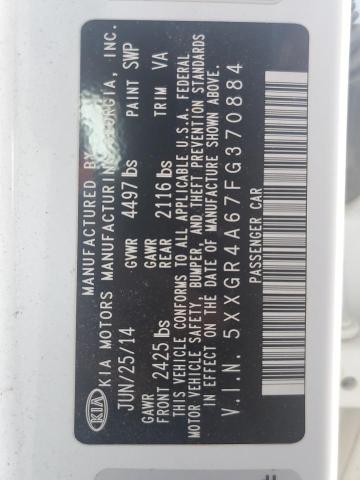 KIA
MANUFACTURED BY
KIA MOTORS MANUFACTURING GEORGIA, INC.
JUN/25/14 GVWR 4497lbs PAINT SWP
GAWR GAWR TRIM VA
FRONT 2425lbs REAR 2116lbs
THIS VEHICLE CONFORMS TO ALL APPLICABLE U.S.A. FEDERAL
MOTOR VEHICLE SAFETY, BUMPER, AND THEFT PREVENTION STANDARDS
IN EFFECT ON THE DATE OF MANUFACTURE SHOWN ABOVE.
V.I.N. 5XXGR4A67FG370884
PASSENGER CAR